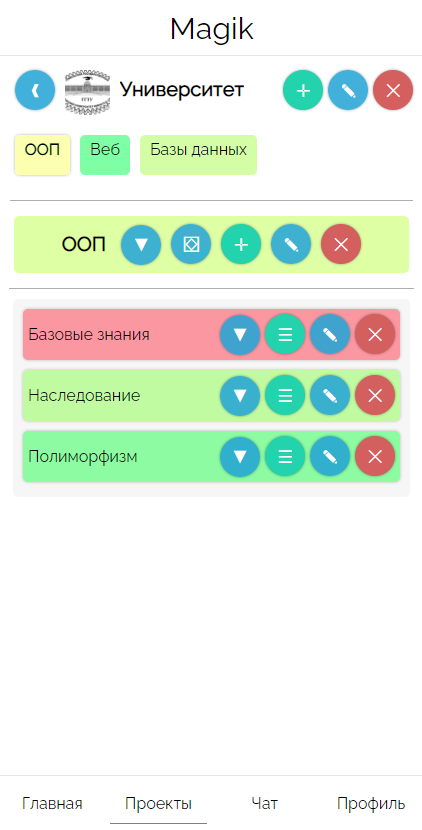 Magik
Университет
ООП
Веб
Базы данных
ООП
Базовые знания
Наследование
Полиморфизм
Главная
Проекты
Чат
Профиль